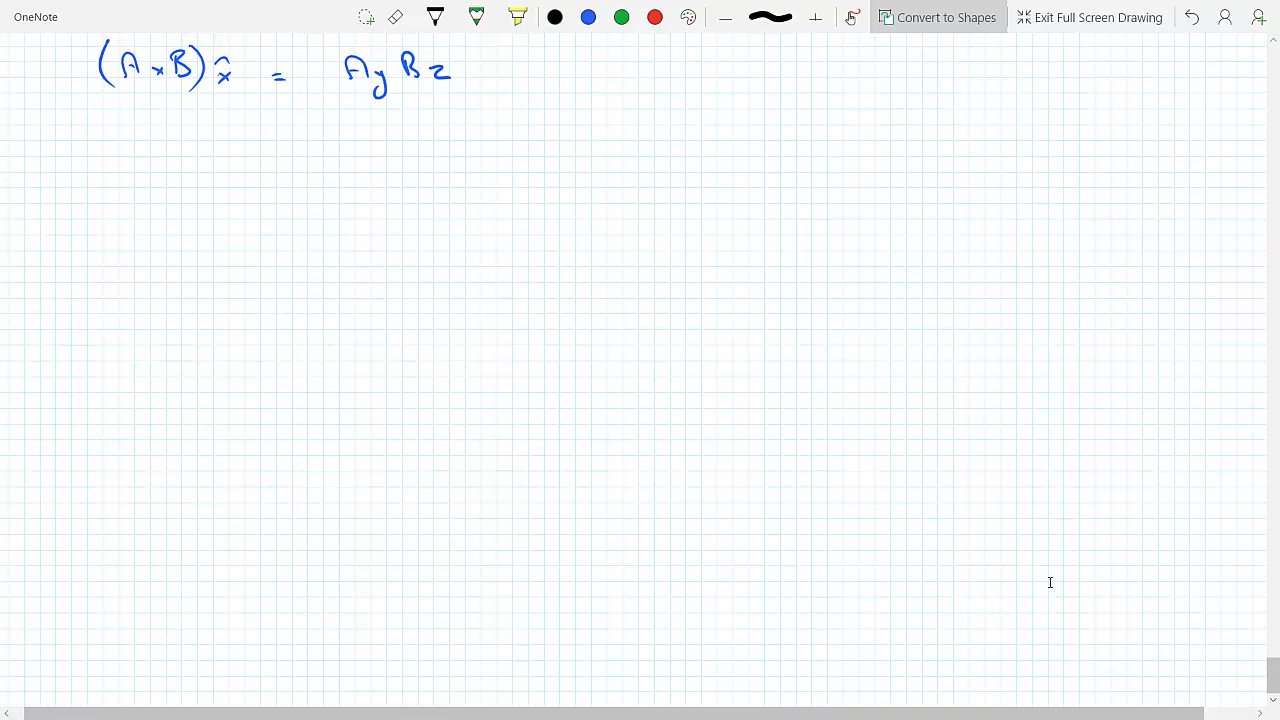 OneNote Convert to Shapes Exit Full Screen Drawing
(A × B) x̂ = Ay Bz